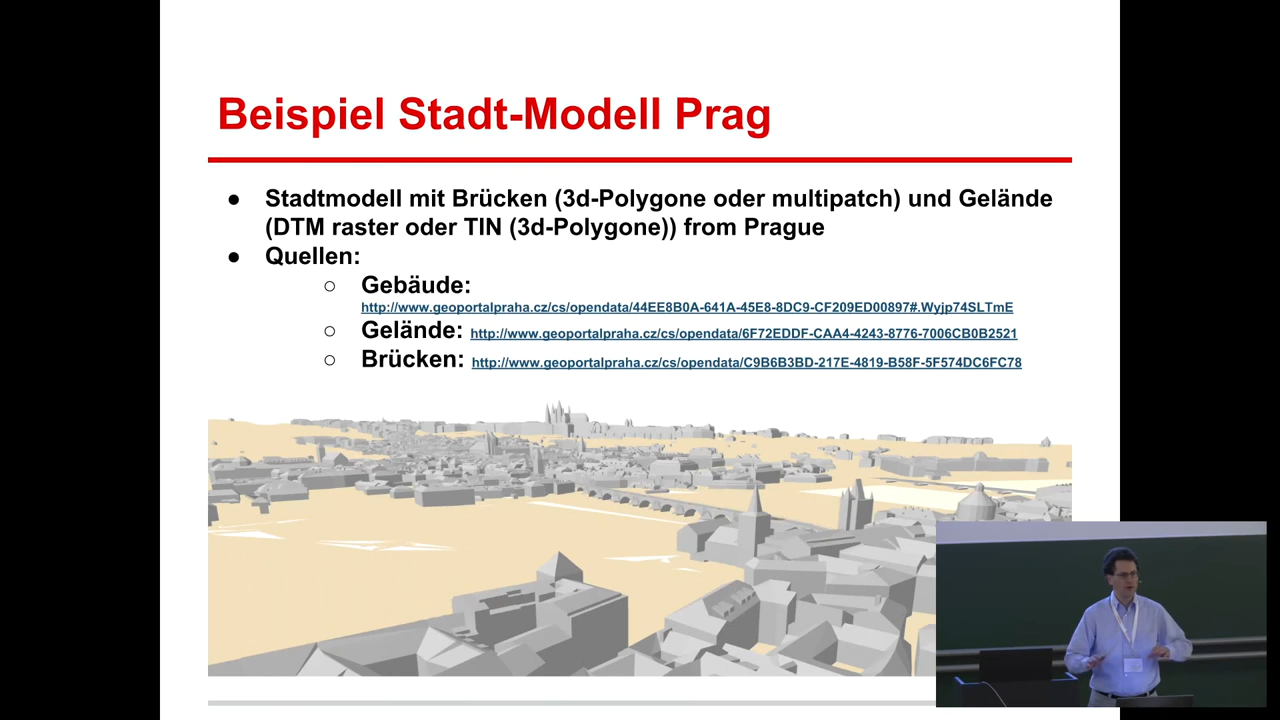 Beispiel Stadt-Modell Prag
● Stadtmodell mit Brücken (3d-Polygone oder multipatch) und Gelände
(DTM raster oder TIN (3d-Polygone)) from Prague
● Quellen:
○ Gebäude:
http://www.geoportalpraha.cz/cs/opendata/44EE8B0A-641A-45E8-8DC9-CF209ED00897#.Wyjp74SLTmE
○ Gelände: http://www.geoportalpraha.cz/cs/opendata/6F72EDDF-CAA4-4243-8776-7006CB0B2521
○ Brücken: http://www.geoportalpraha.cz/cs/opendata/C9B6B3BD-217E-4819-B58F-5F574DC6FC78